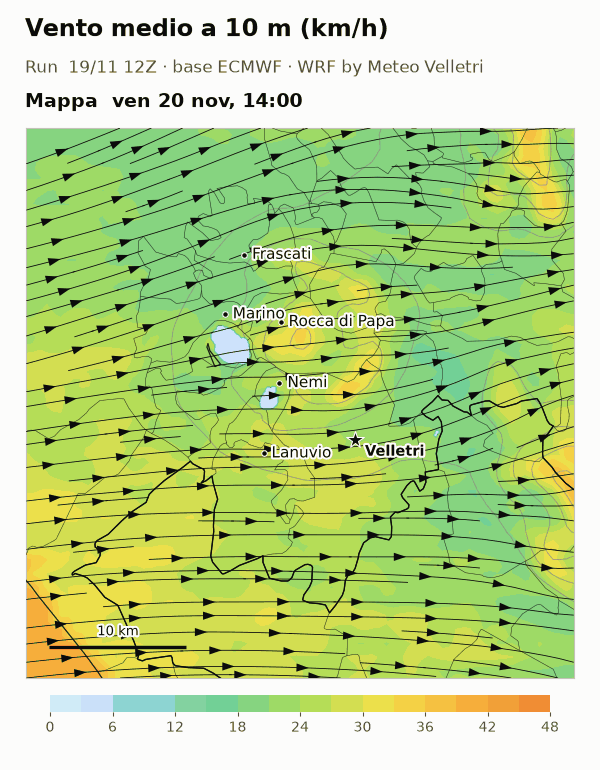 Vento medio a 10 m (km/h)
Run 19/11 12Z · base ECMWF · WRF by Meteo Velletri
Mappa ven 20 nov, 14:00
Frascati
Marino
Rocca di Papa
Nemi
Lanuvio
Velletri
10 km
0 6 12 18 24 30 36 42 48